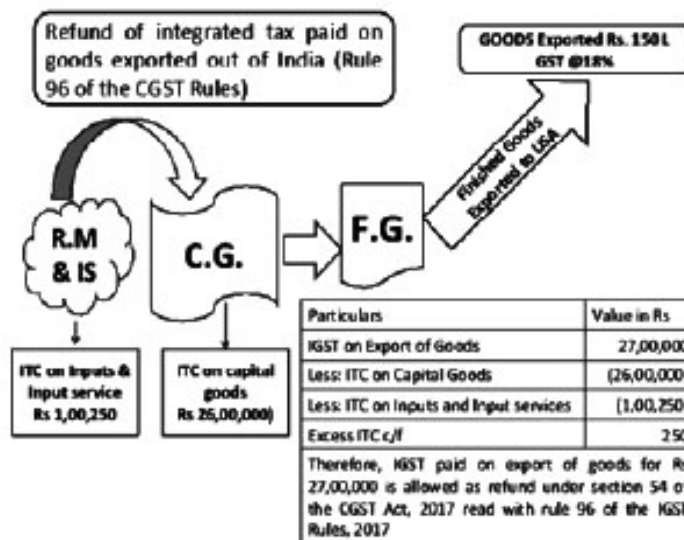 Refund of integrated tax paid on
goods exported out of India (Rule
96 of the CGST Rules)
GOODS Exported Rs. 150L
GST @18%
Finished Goods
Exported to USA
R.M
& IS
C.G.
F.G.
ITC on Inputs &
Input service
Rs 1,00,250
ITC on capital
goods
Rs 26,00,000)
Particulars Value in Rs
IGST on Export of Goods 27,00,000
Less: ITC on Capital Goods (26,00,000
Less: ITC on Inputs and Input services (1,00,250
Excess ITC c/f 250
Therefore, IGST paid on export of goods for Rs
27,00,000 is allowed as refund under section 54 of
the CGST Act, 2017 read with rule 96 of the IGST
Rules, 2017